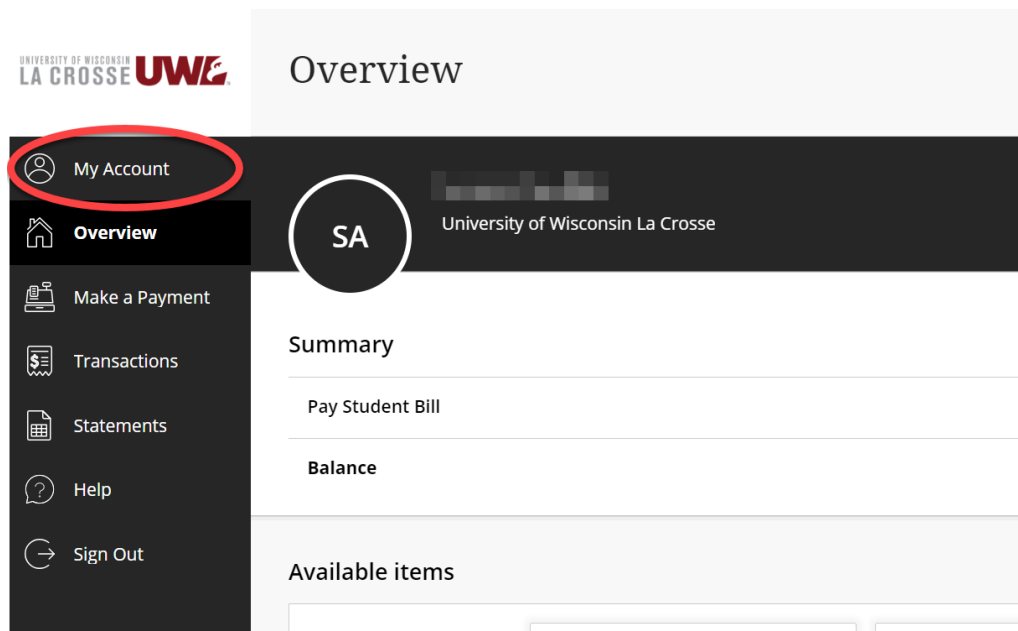 UNIVERSITY OF WISCONSIN
LA CROSSE UWL
Overview
My Account
Overview
Make a Payment
Transactions
Statements
Help
Sign Out
SA
University of Wisconsin La Crosse
Summary
Pay Student Bill
Balance
Available items